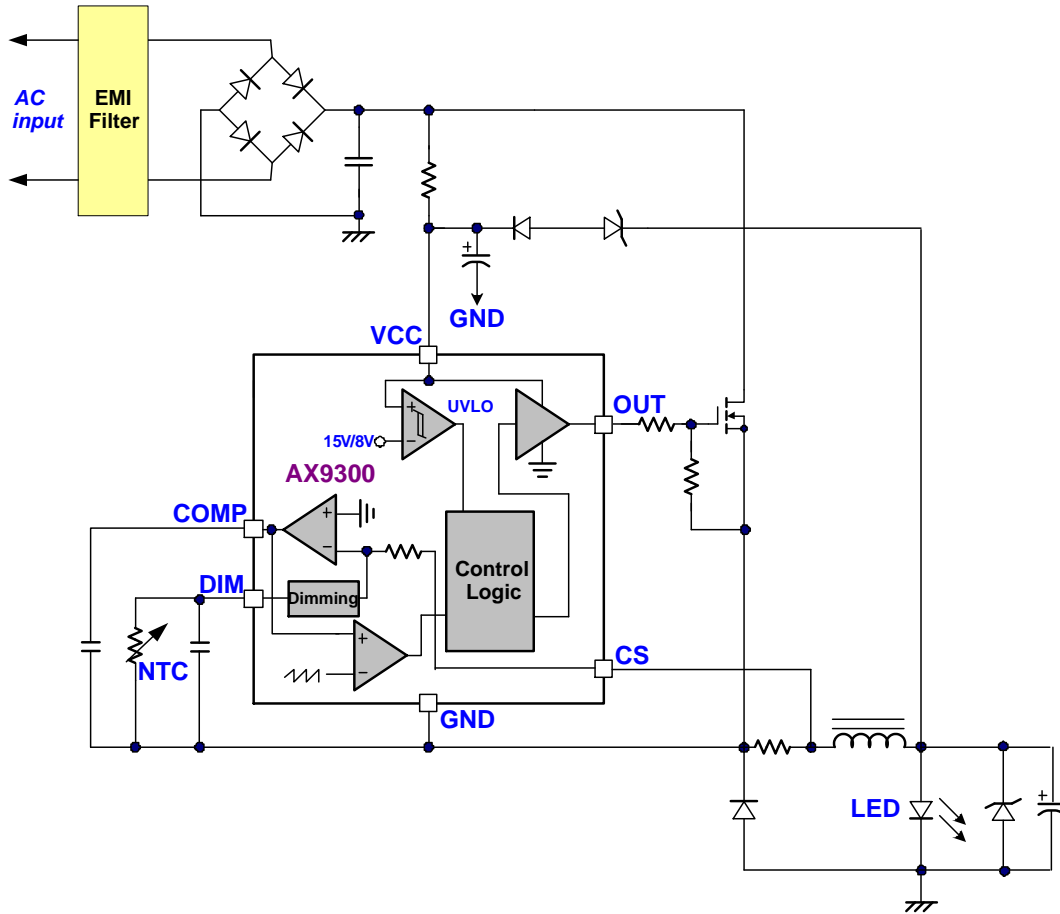 AC
input
EMI
Filter
GND
VCC
UVLO
15V/8V
OUT
AX9300
COMP
Control
Logic
DIM
Dimming
NTC
CS
GND
LED